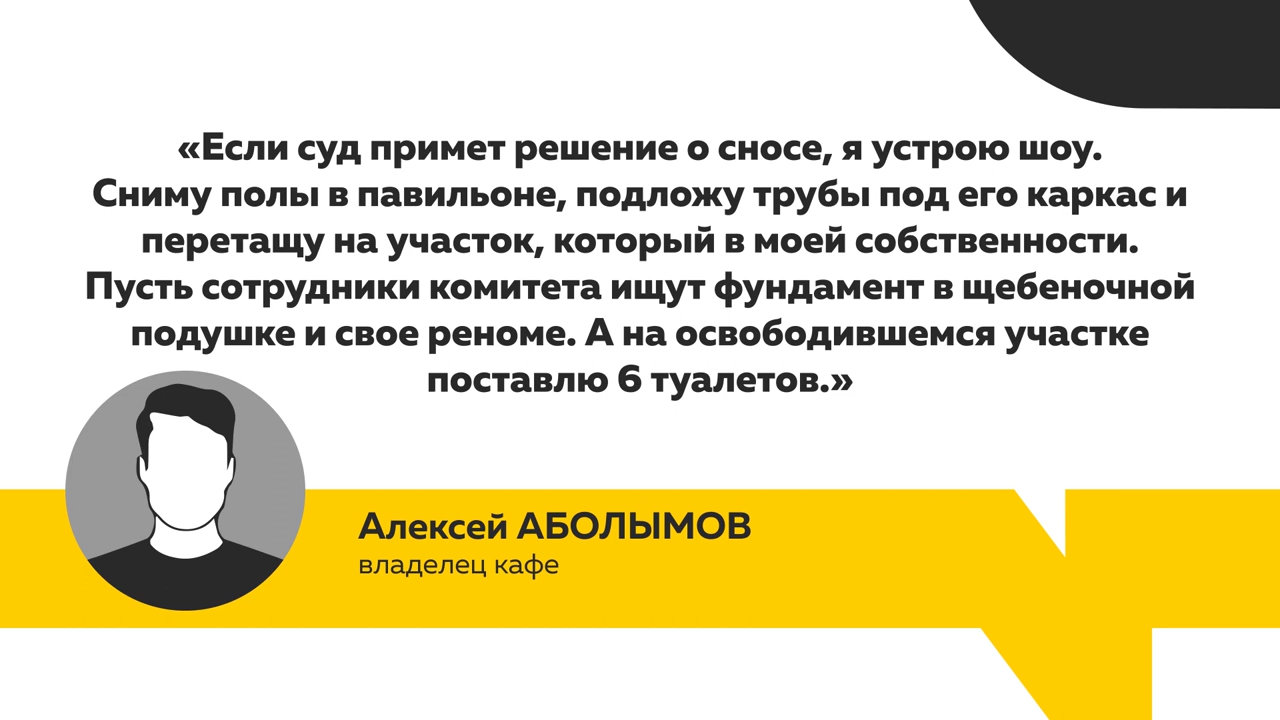 «Если суд примет решение о сносе, я устрою шоу.
Сниму полы в павильоне, подложу трубы под его каркас и
перетащу на участок, который в моей собственности.
Пусть сотрудники комитета ищут фундамент в щебеночной
подушке и свое реноме. А на освободившемся участке
поставлю 6 туалетов.»
Алексей АБОЛЫМОВ
владелец кафе